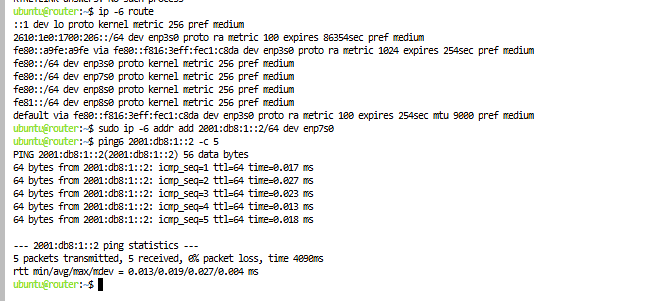 RTNETLINK answers: No such process
ubuntu@router:~$ ip -6 route
::1 dev lo proto kernel metric 256 pref medium
2610:1e0:1700:206::/64 dev enp3s0 proto ra metric 100 expires 86354sec pref medium
fe80::a9fe:a9fe via fe80::f816:3eff:fec1:c8da dev enp3s0 proto ra metric 1024 expires 254sec pref medium
fe80::/64 dev enp3s0 proto kernel metric 256 pref medium
fe80::/64 dev enp7s0 proto kernel metric 256 pref medium
fe80::/64 dev enp8s0 proto kernel metric 256 pref medium
fe81::/64 dev enp8s0 proto kernel metric 256 pref medium
default via fe80::f816:3eff:fec1:c8da dev enp3s0 proto ra metric 100 expires 254sec mtu 9000 pref medium
ubuntu@router:~$ sudo ip -6 addr add 2001:db8:1::2/64 dev enp7s0
ubuntu@router:~$ ping6 2001:db8:1::2 -c 5
PING 2001:db8:1::2(2001:db8:1::2) 56 data bytes
64 bytes from 2001:db8:1::2: icmp_seq=1 ttl=64 time=0.017 ms
64 bytes from 2001:db8:1::2: icmp_seq=2 ttl=64 time=0.027 ms
64 bytes from 2001:db8:1::2: icmp_seq=3 ttl=64 time=0.023 ms
64 bytes from 2001:db8:1::2: icmp_seq=4 ttl=64 time=0.013 ms
64 bytes from 2001:db8:1::2: icmp_seq=5 ttl=64 time=0.018 ms
--- 2001:db8:1::2 ping statistics ---
5 packets transmitted, 5 received, 0% packet loss, time 4090ms
rtt min/avg/max/mdev = 0.013/0.019/0.027/0.004 ms
ubuntu@router:~$